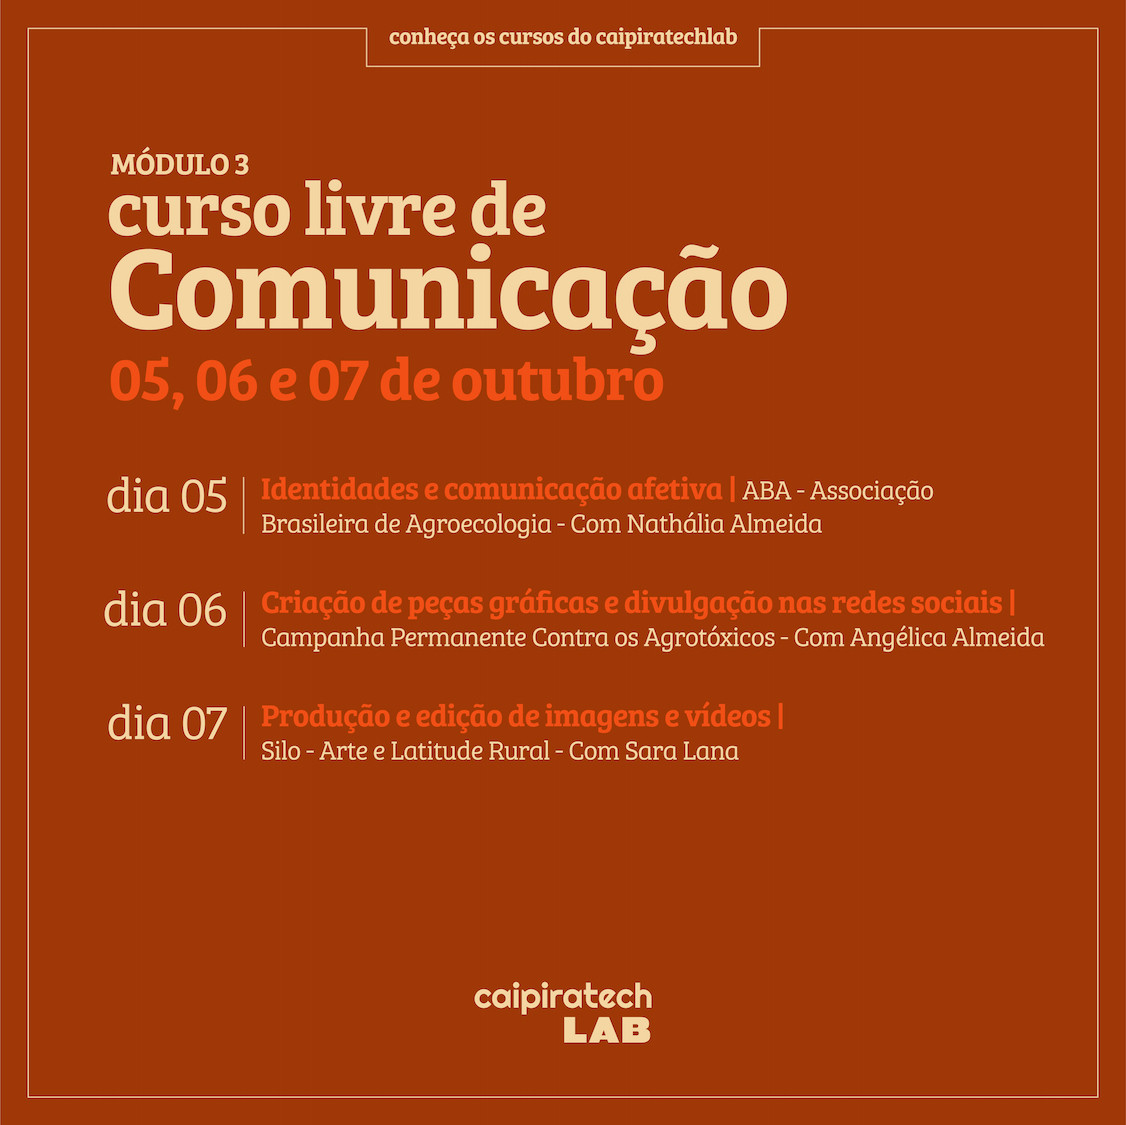 conheça os cursos do caipiratechlab
MÓDULO 3
curso livre de
Comunicação
05, 06 e 07 de outubro
dia 05
Identidades e comunicação afetiva | ABA - Associação
Brasileira de Agroecologia - Com Nathália Almeida
dia 06
Criação de peças gráficas e divulgação nas redes sociais |
Campanha Permanente Contra os Agrotóxicos - Com Angélica Almeida
dia 07
Produção e edição de imagens e vídeos |
Silo - Arte e Latitude Rural - Com Sara Lana
caipiratech
LAB